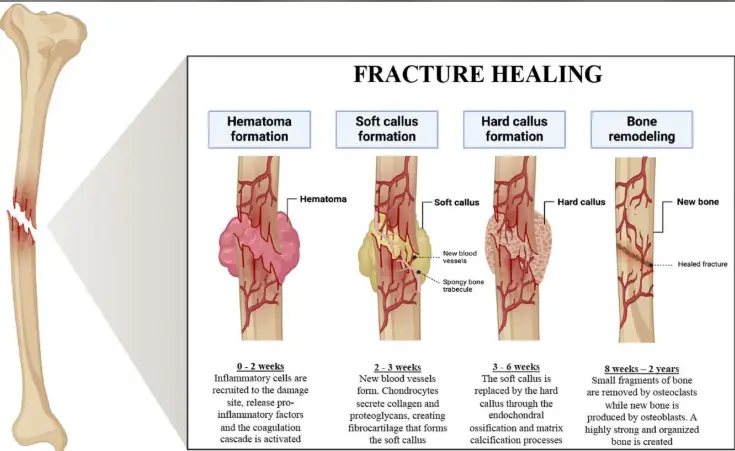 FRACTURE HEALING
Hematoma
formation
Soft callus
formation
Hard callus
formation
Bone
remodeling
Hematoma
Soft callus
New blood
vessels
Spongy bone
trabecule
Hard callus
New bone
Healed fracture
0 - 2 weeks
Inflammatory cells are
recruited to the damage
site, release pro-
inflammatory factors
and the coagulation
cascade is activated
2 - 3 weeks
New blood vessels
form. Chondrocytes
secrete collagen and
proteoglycans, creating
fibrocartilage that forms
the soft callus
3 - 6 weeks
The soft callus is
replaced by the hard
callus through the
endochondral
ossification and matrix
calcification processes
8 weeks – 2 years
Small fragments of bone
are removed by osteoclasts
while new bone is
produced by osteoblasts. A
highly strong and organized
bone is created